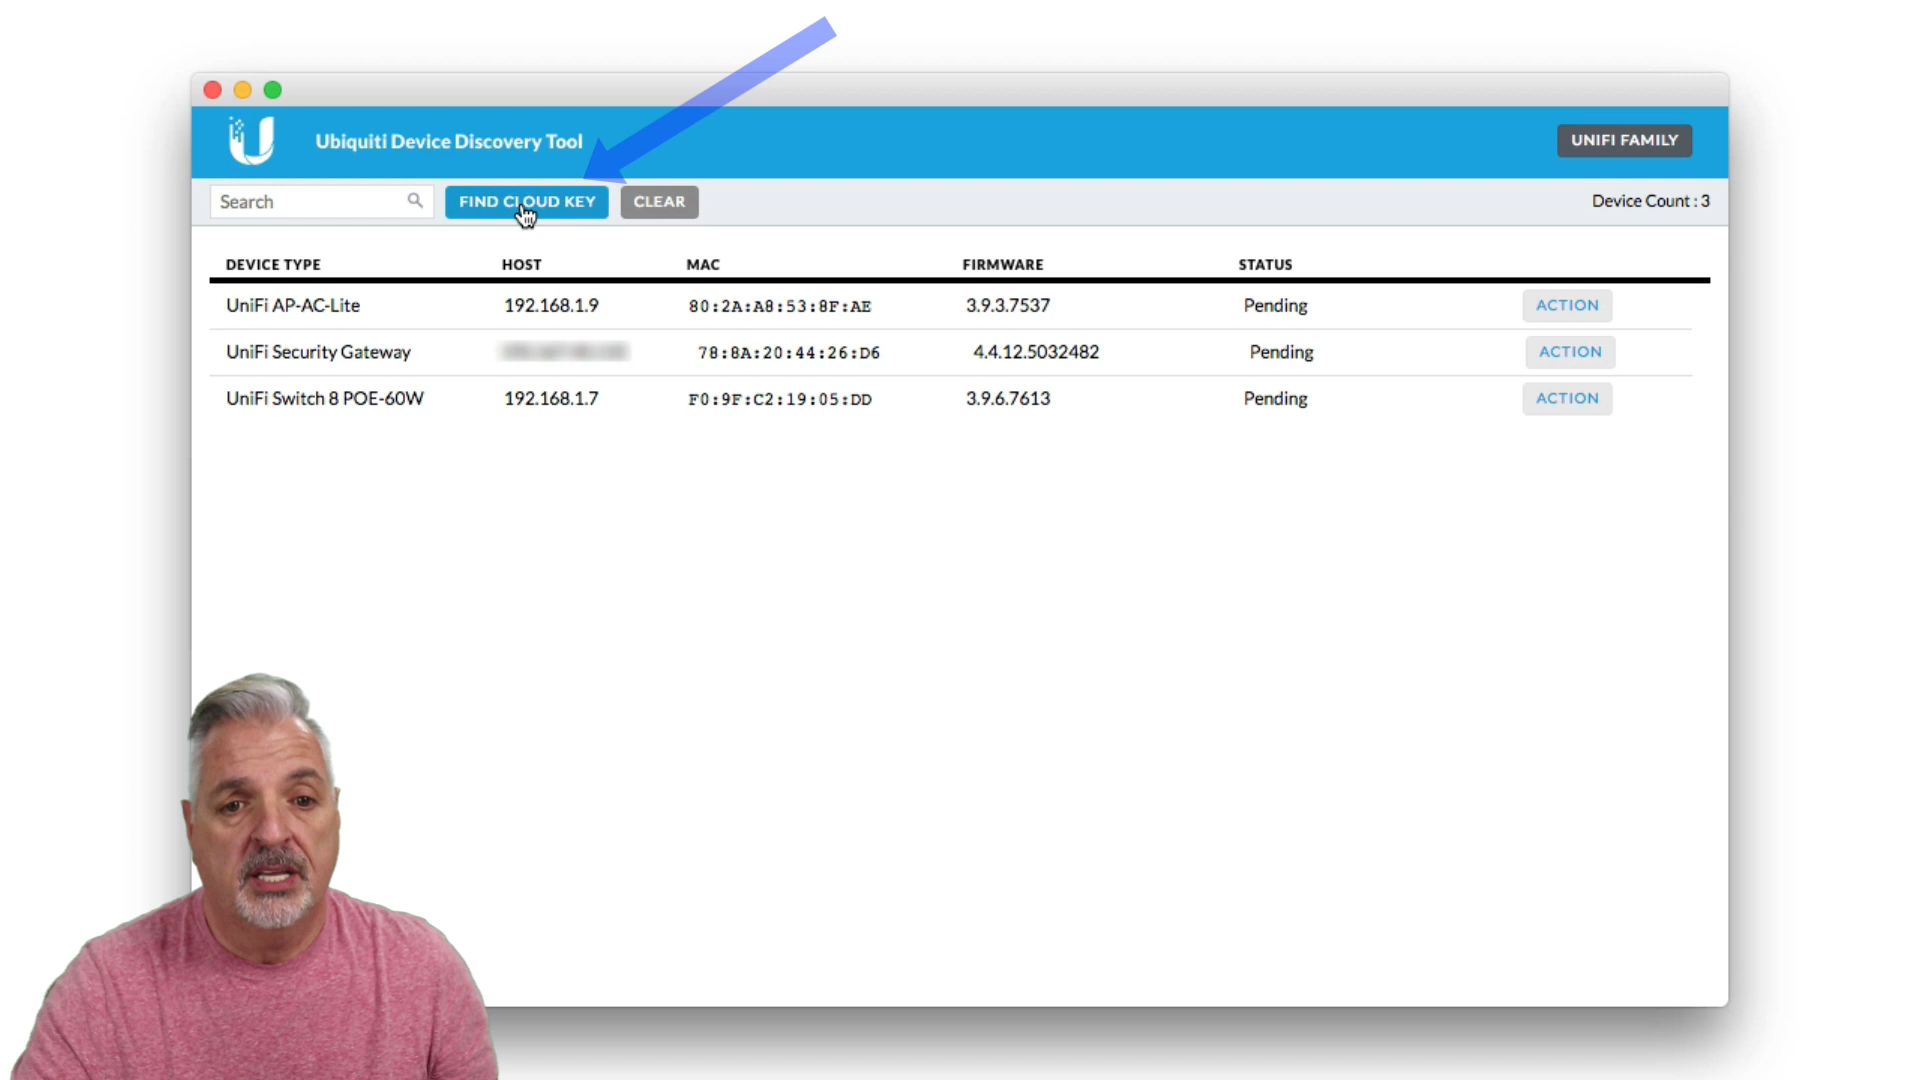 Ubiquiti Device Discovery Tool
UNIFI FAMILY
Search
FIND CLOUD KEY
CLEAR
Device Count : 3
DEVICE TYPE HOST MAC FIRMWARE STATUS
UniFi AP-AC-Lite 192.168.1.9 80:2A:A8:53:8F:AE 3.9.3.7537 Pending ACTION
UniFi Security Gateway 78:8A:20:44:26:D6 4.4.12.5032482 Pending ACTION
UniFi Switch 8 POE-60W 192.168.1.7 F0:9F:C2:19:05:DD 3.9.6.7613 Pending ACTION